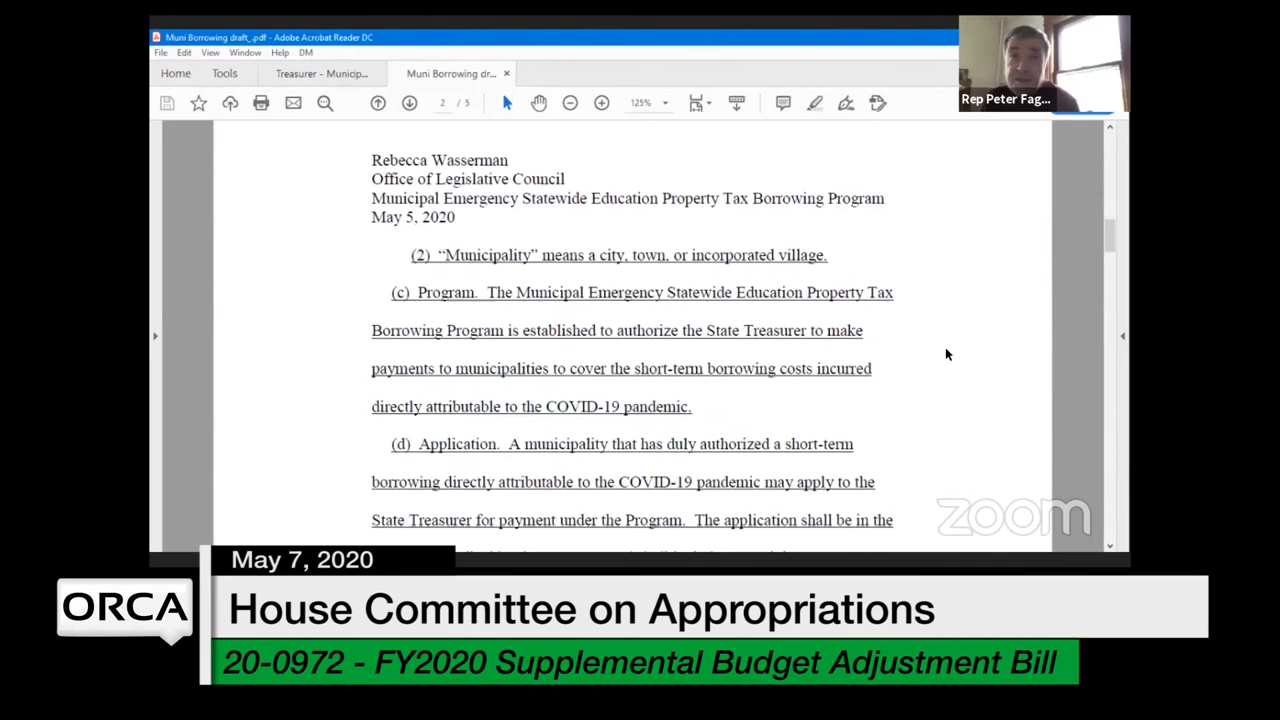 Muni Borrowing draft_.pdf - Adobe Acrobat Reader DC
File Edit View Window Help DM
Home Tools Treasurer - Municip... Muni Borrowing dr... ×
2 / 5 125%
Rep Peter Fag...
Rebecca Wasserman
Office of Legislative Council
Municipal Emergency Statewide Education Property Tax Borrowing Program
May 5, 2020
(2) “Municipality” means a city, town, or incorporated village.
(c) Program. The Municipal Emergency Statewide Education Property Tax
Borrowing Program is established to authorize the State Treasurer to make
payments to municipalities to cover the short-term borrowing costs incurred
directly attributable to the COVID-19 pandemic.
(d) Application. A municipality that has duly authorized a short-term
borrowing directly attributable to the COVID-19 pandemic may apply to the
State Treasurer for payment under the Program. The application shall be in the
zoom
May 7, 2020
ORCA
House Committee on Appropriations
20-0972 - FY2020 Supplemental Budget Adjustment Bill